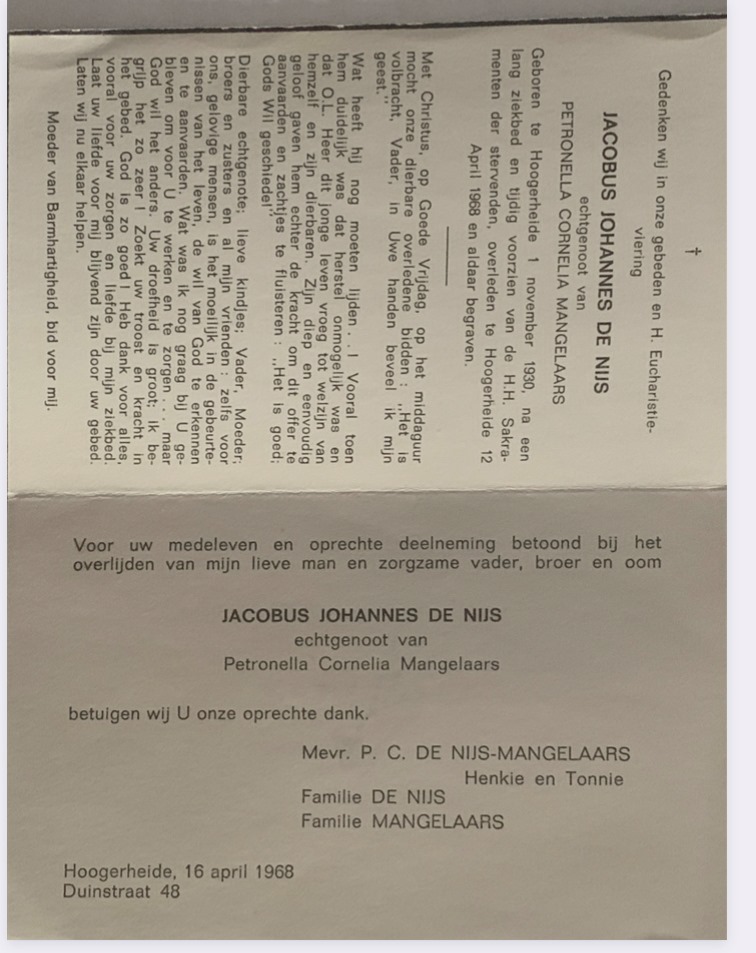 ✝
Gedenken wij in onze gebeden en H. Eucharistie-
viering
JACOBUS JOHANNES DE NIJS
echtgenoot van
PETRONELLA CORNELIA MANGELAARS
Geboren te Hoogerheide 1 november 1930, na een
lang ziekbed en tijdig voorzien van de H.H. Sakra-
menten der stervenden, overleden te Hoogerheide 12
April 1968 en aldaar begraven.
Met Christus, op Goede Vrijdag, op het middaguur
mocht onze dierbare overledene bidden : ,,Het is
volbracht, Vader, in Uwe handen beveel ik mijn
geest.''
Wat heeft hij nog moeten lijden. . ! Vooral toen
hem duidelijk was dat herstel onmogelijk was en
dat O.L. Heer dit jonge leven vroeg tot welzijn van
hemzelf en zijn dierbaren. Zijn diep en eenvoudig
geloof gaven hem echter de kracht om dit offer te
aanvaarden en zachtjes te fluisteren : ,,Het is goed;
Gods Wil geschiede!''
Dierbare echtgenote; lieve kindjes; Vader, Moeder;
broers en zusters en al mijn vrienden : zelfs voor
ons, gelovige mensen, is het moeilijk in de gebeurte-
nissen van het leven, de wil van God te erkennen
en te aanvaarden. Wat was ik nog graag bij U ge-
bleven om voor U te werken en te zorgen . . , maar
God wil het anders. Uw droefheid is groot; ik be-
grijp het zo zeer! Zoekt uw troost en kracht in
het gebed. God is zo goed! Heb dank voor alles,
vooral voor uw zorgen en liefde bij mijn ziekbed.
Laat uw liefde voor mij blijvend zijn door uw gebed.
Laten wij nu elkaar helpen.
Moeder van Barmhartigheid, bid voor mij.
Voor uw medeleven en oprechte deelneming betoond bij het
overlijden van mijn lieve man en zorgzame vader, broer en oom
JACOBUS JOHANNES DE NIJS
echtgenoot van
Petronella Cornelia Mangelaars
betuigen wij U onze oprechte dank.
Mevr. P. C. DE NIJS-MANGELAARS
Henkie en Tonnie
Familie DE NIJS
Familie MANGELAARS
Hoogerheide, 16 april 1968
Duinstraat 48